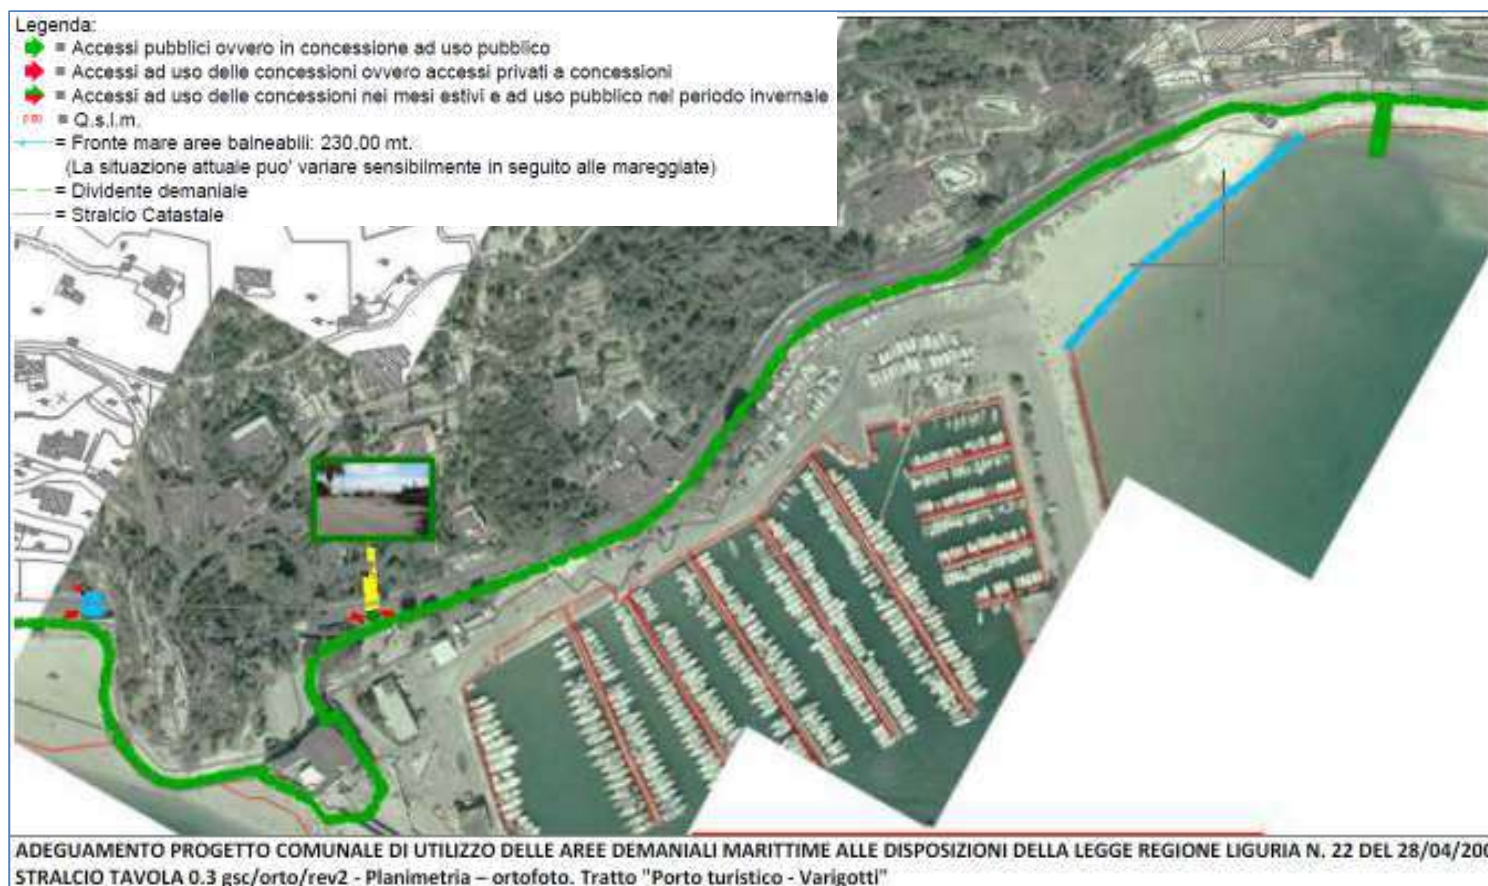 Legenda:
= Accessi pubblici ovvero in concessione ad uso pubblico
= Accessi ad uso delle concessioni ovvero accessi privati a concessioni
= Accessi ad uso delle concessioni nei mesi estivi e ad uso pubblico nel periodo invernale
= Q.s.l.m.
= Fronte mare aree balneabili: 230.00 mt.
(La situazione attuale puo' variare sensibilmente in seguito alle mareggiate)
= Dividente demaniale
= Stralcio Catastale
ADEGUAMENTO PROGETTO COMUNALE DI UTILIZZO DELLE AREE DEMANIALI MARITTIME ALLE DISPOSIZIONI DELLA LEGGE REGIONE LIGURIA N. 22 DEL 28/04/200
STRALCIO TAVOLA 0.3 gsc/orto/rev2 - Planimetria – ortofoto. Tratto "Porto turistico - Varigotti"